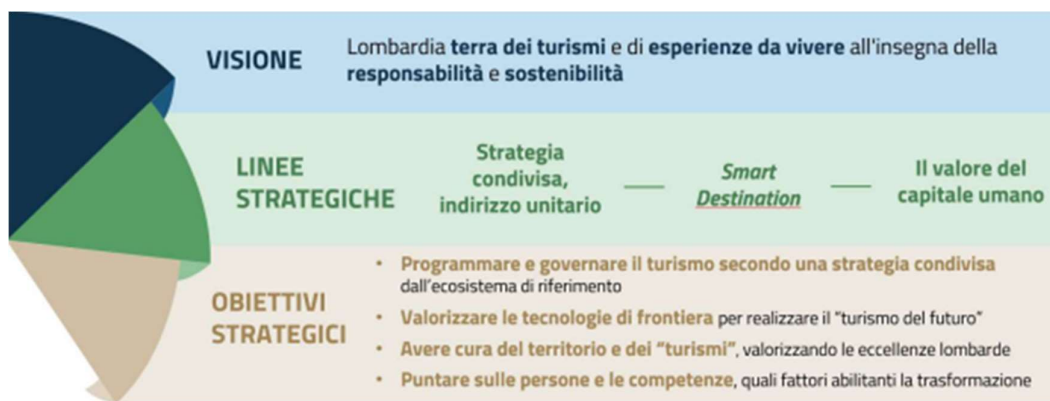 VISIONE
Lombardia terra dei turismi e di esperienze da vivere all'insegna della
responsabilità e sostenibilità
LINEE
STRATEGICHE
Strategia
condivisa,
indirizzo unitario
Smart
Destination
Il valore del
capitale umano
OBIETTIVI
STRATEGICI
• Programmare e governare il turismo secondo una strategia condivisa
dall'ecosistema di riferimento
• Valorizzare le tecnologie di frontiera per realizzare il "turismo del futuro"
• Avere cura del territorio e dei "turismi", valorizzando le eccellenze lombarde
• Puntare sulle persone e le competenze, quali fattori abilitanti la trasformazione